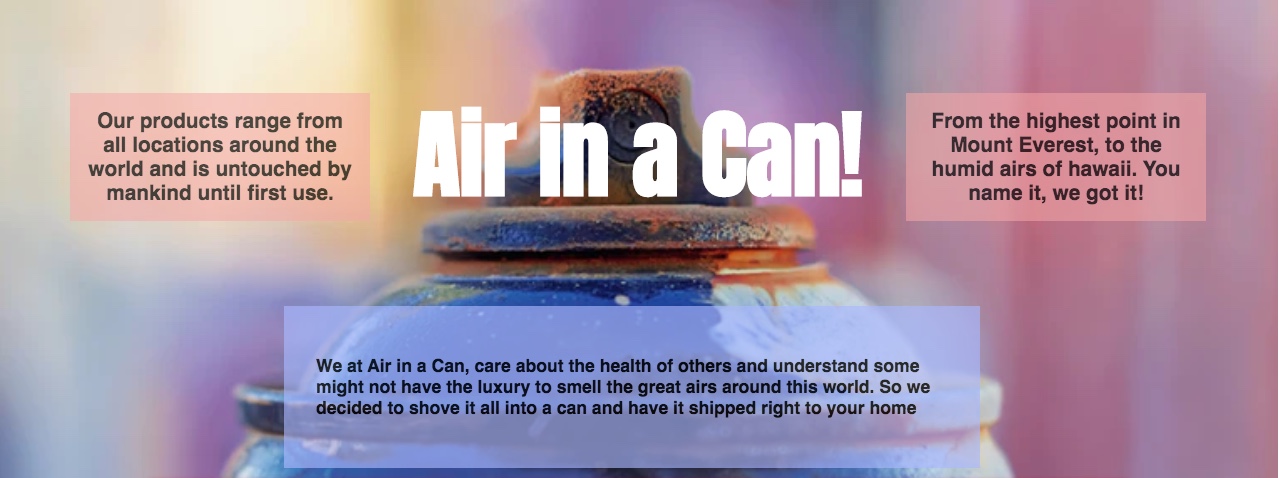 Our products range from
all locations around the
world and is untouched by
mankind until first use.
Air in a Can!
From the highest point in
Mount Everest, to the
humid airs of hawaii. You
name it, we got it!
We at Air in a Can, care about the health of others and understand some
might not have the luxury to smell the great airs around this world. So we
decided to shove it all into a can and have it shipped right to your home